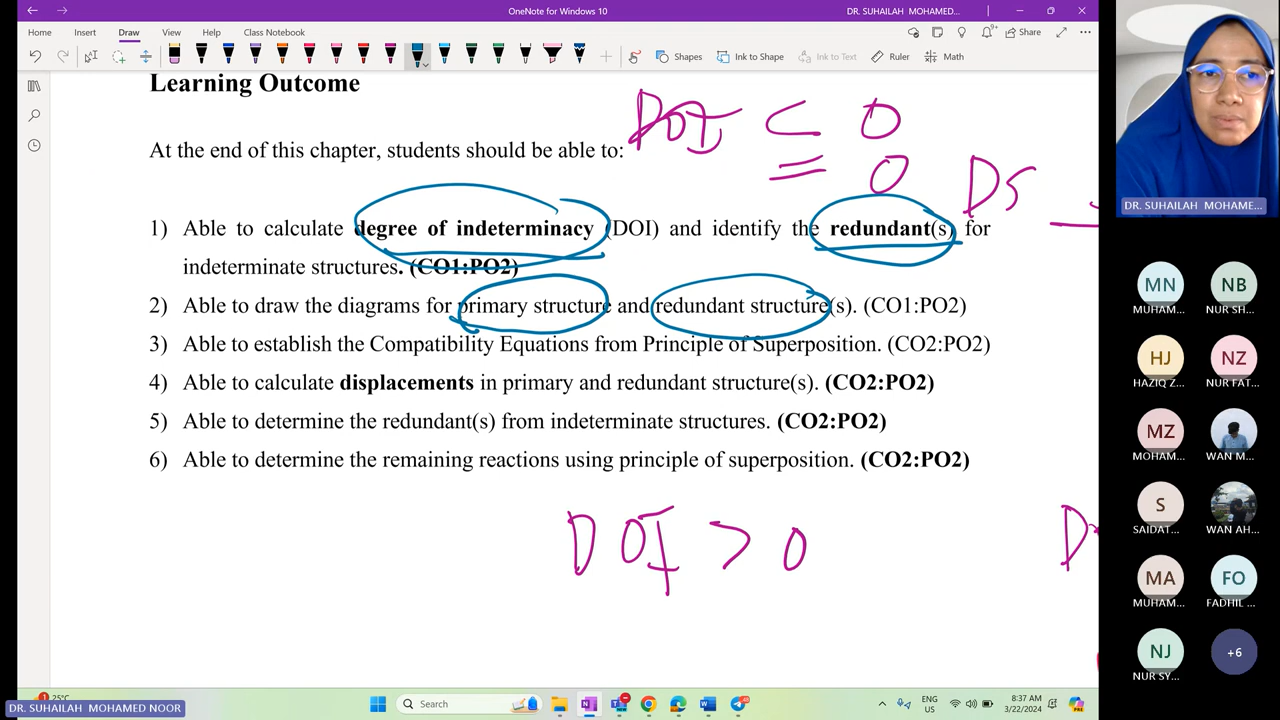 OneNote for Windows 10
DR. SUHAILAH MOHAMED...
Home Insert Draw View Help Class Notebook
Share
Shapes Ink to Shape Ink to Text Ruler Math
Learning Outcome
DOI < 0
At the end of this chapter, students should be able to:
= 0
DS
1) Able to calculate degree of indeterminacy (DOI) and identify the redundant(s) for
indeterminate structures. (CO1:PO2)
2) Able to draw the diagrams for primary structure and redundant structure(s). (CO1:PO2)
3) Able to establish the Compatibility Equations from Principle of Superposition. (CO2:PO2)
4) Able to calculate displacements in primary and redundant structure(s). (CO2:PO2)
5) Able to determine the redundant(s) from indeterminate structures. (CO2:PO2)
6) Able to determine the remaining reactions using principle of superposition. (CO2:PO2)
DOI > 0
D
DR. SUHAILAH MOHAME...
MN NB
MUHAM... NUR SH...
HJ NZ
HAZIQ Z... NUR FAT...
MZ
MOHAM... WAN M...
S
SAIDAT... WAN AH...
MA FO
MUHAM... FADHIL ...
NJ +6
NUR SY...
25°C
DR. SUHAILAH MOHAMED NOOR
Search
ENG
US
8:37 AM
3/22/2024